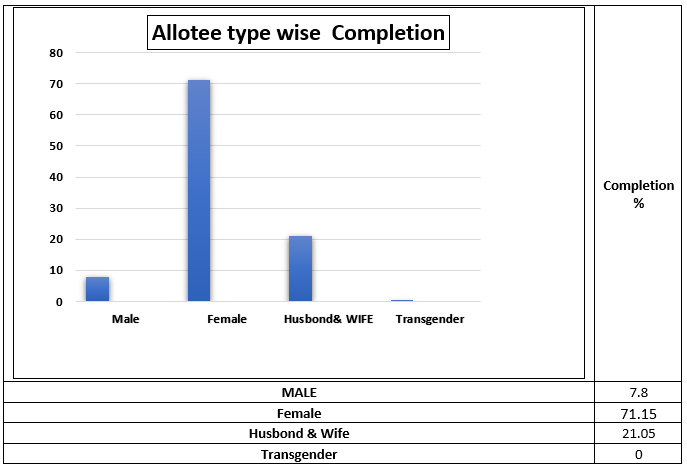 Allotee type wise  Completion
80
70
60
50
40
30
20
10
0
Male Female Husbond& WIFE Transgender
Completion
%
MALE 7.8
Female 71.15
Husbond & Wife 21.05
Transgender 0